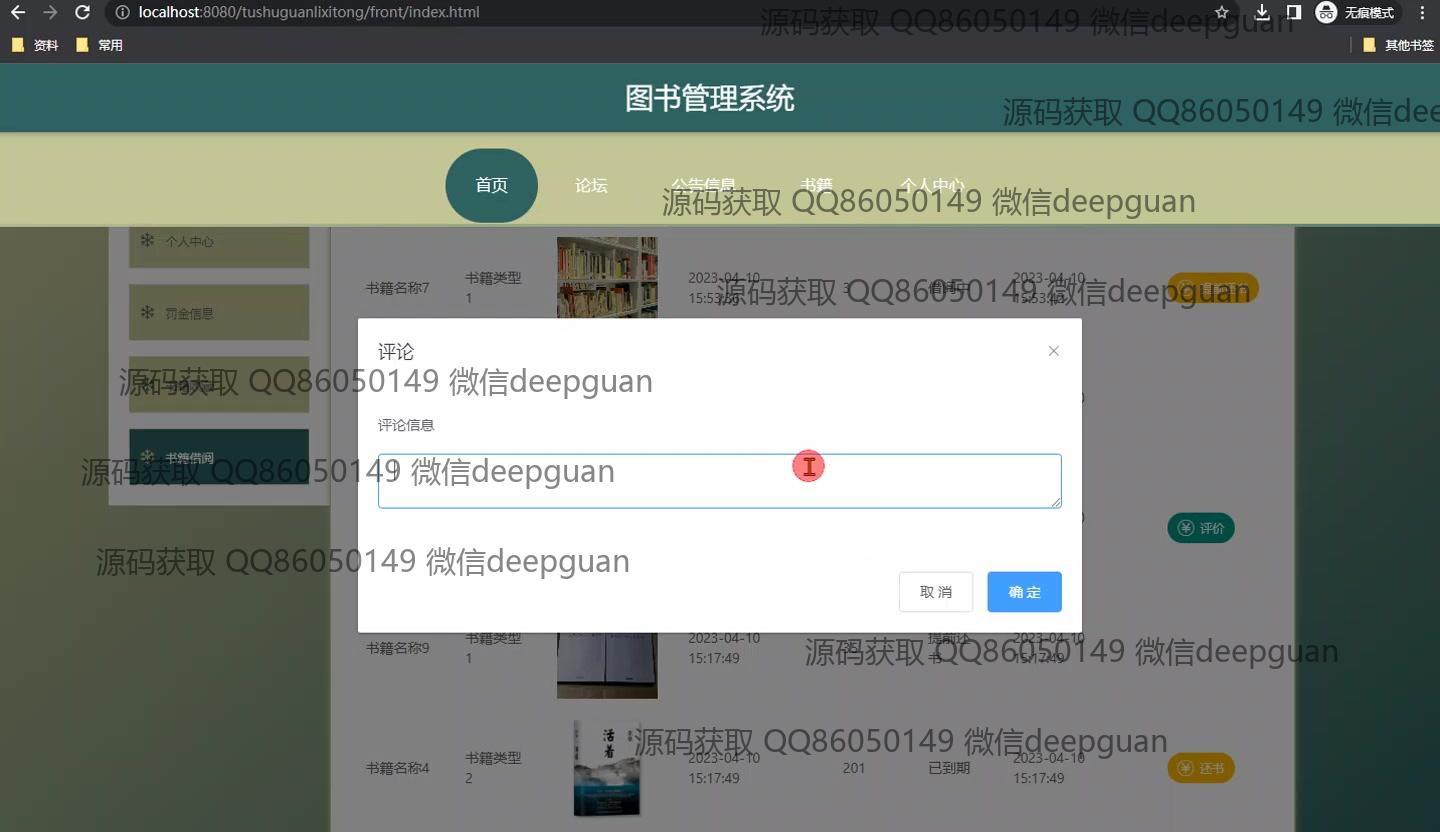 localhost:8080/tushuguanlixitong/front/index.html
无痕模式
资料
常用
其他书签
源码获取 QQ86050149 微信deepguan
图书管理系统
源码获取 QQ86050149 微信dee
首页
论坛
公告信息
书籍
个人中心
源码获取 QQ86050149 微信deepguan
个人中心
书籍名称7
书籍类型
1
2023-04-10
15:53:56
3
借阅中
2023-04-10
15:53:43
源码获取 QQ86050149 微信deepguan
罚金信息
评论
源码获取 QQ86050149 微信deepguan
评论信息
书籍借阅
源码获取 QQ86050149 微信deepguan
评价
源码获取 QQ86050149 微信deepguan
取 消
确 定
书籍名称9
书籍类型
1
2023-04-10
15:17:49
提前还
书
2023-04-10
15:17:49
源码获取 QQ86050149 微信deepguan
活着
源码获取 QQ86050149 微信deepguan
书籍名称4
书籍类型
2
2023-04-10
15:17:49
201
已到期
2023-04-10
15:17:49
还书